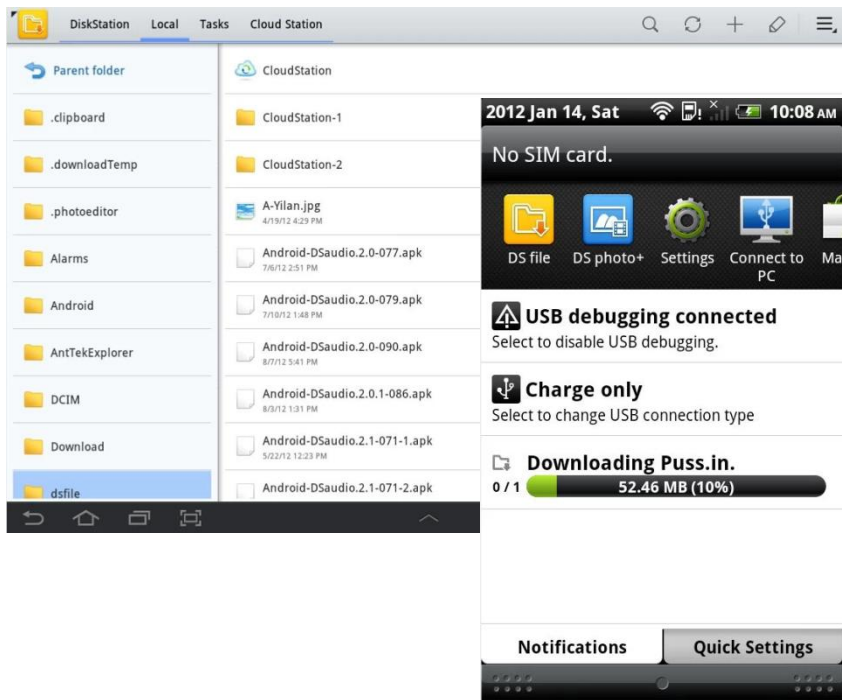 DiskStation Local Tasks Cloud Station
Parent folder
.clipboard
.downloadTemp
.photoeditor
Alarms
Android
AntTekExplorer
DCIM
Download
dsfile
CloudStation
CloudStation-1
CloudStation-2
A-Yilan.jpg
4/19/12 4:29 PM
Android-DSaudio.2.0-077.apk
7/6/12 2:51 PM
Android-DSaudio.2.0-079.apk
7/10/12 1:48 PM
Android-DSaudio.2.0-090.apk
8/7/12 5:41 PM
Android-DSaudio.2.0.1-086.apk
8/3/12 1:31 PM
Android-DSaudio.2.1-071-1.apk
5/22/12 12:23 PM
Android-DSaudio.2.1-071-2.apk
2012 Jan 14, Sat 10:08 AM
No SIM card.
DS file DS photo+ Settings Connect to PC Ma
USB debugging connected
Select to disable USB debugging.
Charge only
Select to change USB connection type
Downloading Puss.in.
0 / 1 52.46 MB (10%)
Notifications Quick Settings